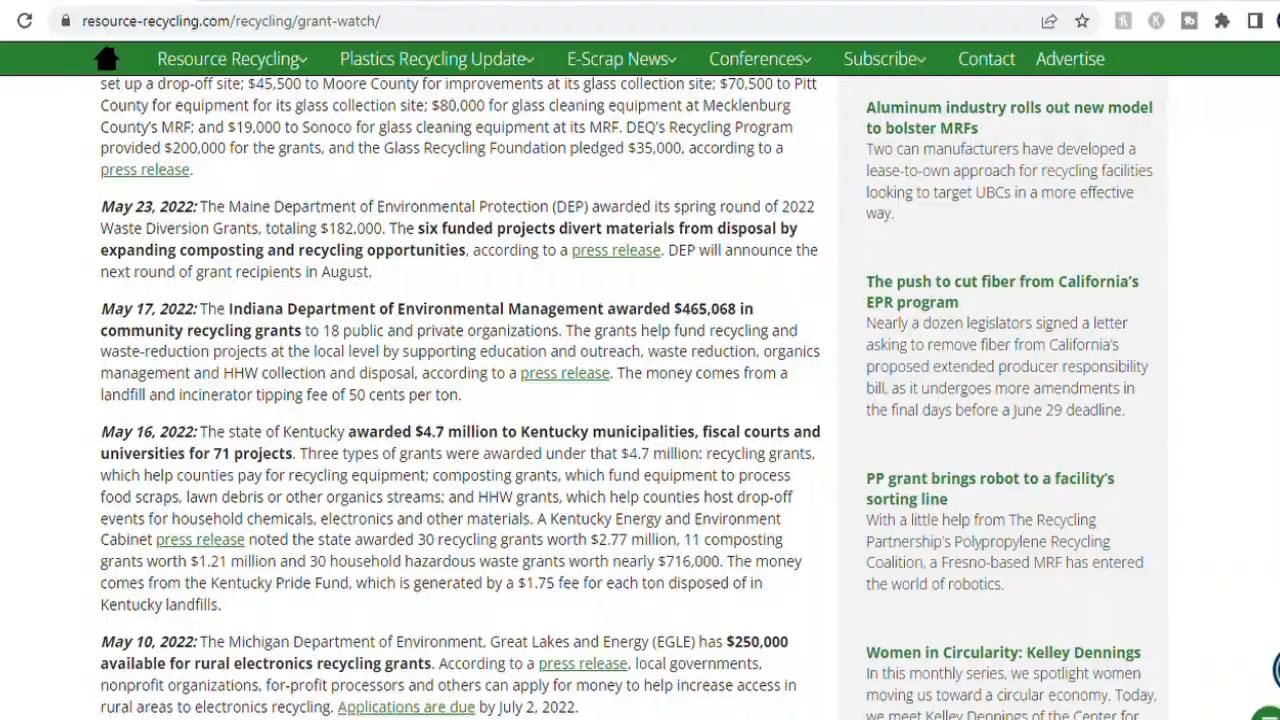 resource-recycling.com/recycling/grant-watch/
Resource Recycling Plastics Recycling Update E-Scrap News Conferences Subscribe Contact Advertise
set up a drop-off site; $45,500 to Moore County for improvements at its glass collection site; $70,500 to Pitt
County for equipment for its glass collection site; $80,000 for glass cleaning equipment at Mecklenburg
County's MRF; and $19,000 to Sonoco for glass cleaning equipment at its MRF. DEQ's Recycling Program
provided $200,000 for the grants, and the Glass Recycling Foundation pledged $35,000, according to a
press release.
May 23, 2022: The Maine Department of Environmental Protection (DEP) awarded its spring round of 2022
Waste Diversion Grants, totaling $182,000. The six funded projects divert materials from disposal by
expanding composting and recycling opportunities, according to a press release. DEP will announce the
next round of grant recipients in August.
May 17, 2022: The Indiana Department of Environmental Management awarded $465,068 in
community recycling grants to 18 public and private organizations. The grants help fund recycling and
waste-reduction projects at the local level by supporting education and outreach, waste reduction, organics
management and HHW collection and disposal, according to a press release. The money comes from a
landfill and incinerator tipping fee of 50 cents per ton.
May 16, 2022: The state of Kentucky awarded $4.7 million to Kentucky municipalities, fiscal courts and
universities for 71 projects. Three types of grants were awarded under that $4.7 million: recycling grants,
which help counties pay for recycling equipment; composting grants, which fund equipment to process
food scraps, lawn debris or other organics streams; and HHW grants, which help counties host drop-off
events for household chemicals, electronics and other materials. A Kentucky Energy and Environment
Cabinet press release noted the state awarded 30 recycling grants worth $2.77 million, 11 composting
grants worth $1.21 million and 30 household hazardous waste grants worth nearly $716,000. The money
comes from the Kentucky Pride Fund, which is generated by a $1.75 fee for each ton disposed of in
Kentucky landfills.
May 10, 2022: The Michigan Department of Environment, Great Lakes and Energy (EGLE) has $250,000
available for rural electronics recycling grants. According to a press release, local governments,
nonprofit organizations, for-profit processors and others can apply for money to help increase access in
rural areas to electronics recycling. Applications are due by July 2, 2022.
Aluminum industry rolls out new model
to bolster MRFs
Two can manufacturers have developed a
lease-to-own approach for recycling facilities
looking to target UBCs in a more effective
way.
The push to cut fiber from California's
EPR program
Nearly a dozen legislators signed a letter
asking to remove fiber from California's
proposed extended producer responsibility
bill, as it undergoes more amendments in
the final days before a June 29 deadline.
PP grant brings robot to a facility's
sorting line
With a little help from The Recycling
Partnership's Polypropylene Recycling
Coalition, a Fresno-based MRF has entered
the world of robotics.
Women in Circularity: Kelley Dennings
In this monthly series, we spotlight women
moving us toward a circular economy. Today,
we meet Kelley Dennings of the Center for